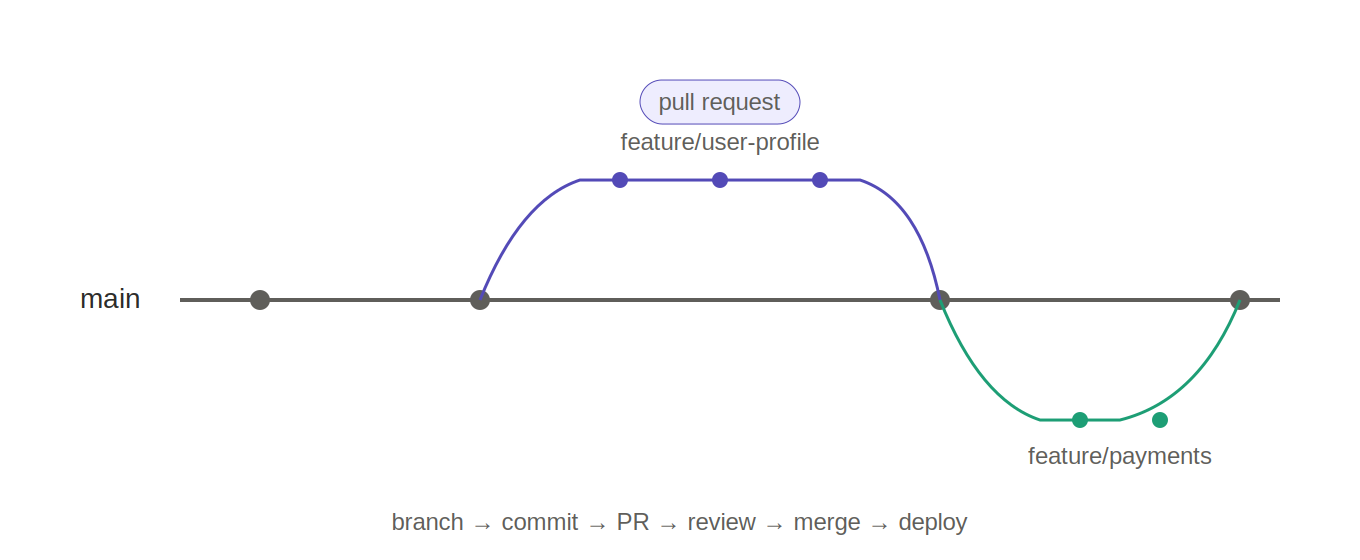 pull request
feature/user-profile
main
feature/payments
branch → commit → PR → review → merge → deploy